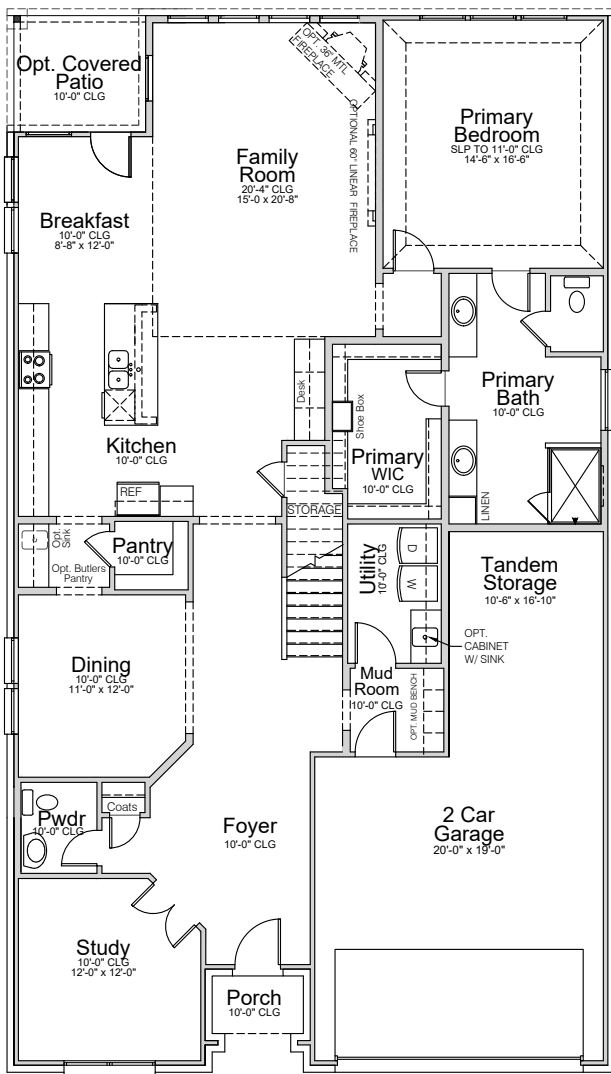 Opt. Covered
Patio
10'-0" CLG
OPT. 36" MTL
FIREPLACE
Family
Room
20'-4" CLG
15'-0 x 20'-8"
OPTIONAL 60" LINEAR FIREPLACE
Primary
Bedroom
SLP TO 11'-0" CLG
14'-6" x 16'-6"
Breakfast
10'-0" CLG
8'-8" x 12'-0"
Desk
Shoe Box
Primary
Bath
10'-0" CLG
Kitchen
10'-0" CLG
Primary
WIC
10'-0" CLG
REF
STORAGE
LINEN
Opt.
Sink
Opt. Butlers
Pantry
Pantry
10'-0" CLG
Utility
10'-0" CLG
D
W
Tandem
Storage
10'-6" x 16'-10"
OPT.
CABINET
W/ SINK
Dining
10'-0" CLG
11'-0" x 12'-0"
Mud
Room
10'-0" CLG
OPT. MUD BENCH
Coats
Pwdr
10'-0" CLG
Foyer
10'-0" CLG
2 Car
Garage
20'-0" x 19'-0"
Study
10'-0" CLG
12'-0" x 12'-0"
Porch
10'-0" CLG